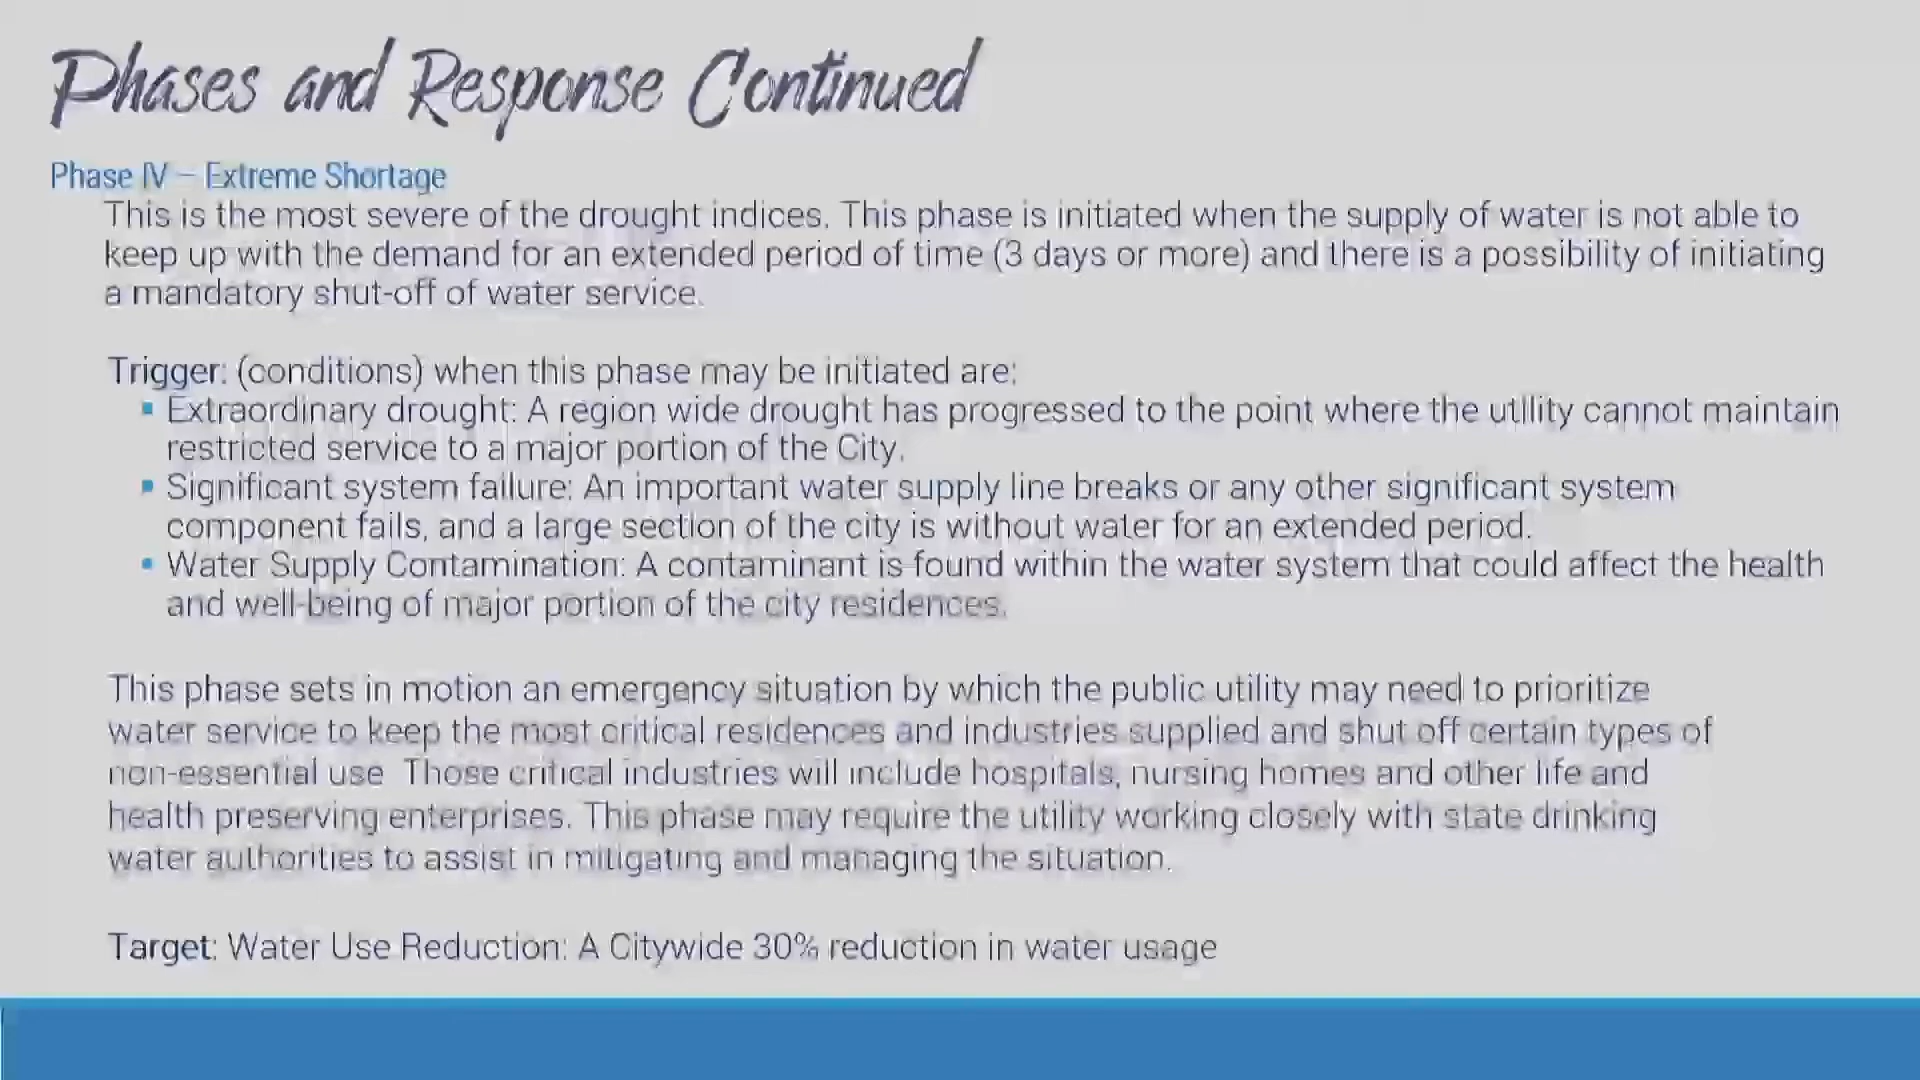 Phases and Response Continued
Phase IV – Extreme Shortage
This is the most severe of the drought indices. This phase is initiated when the supply of water is not able to
keep up with the demand for an extended period of time (3 days or more) and there is a possibility of initiating
a mandatory shut-off of water service.
Trigger: (conditions) when this phase may be initiated are:
▪ Extraordinary drought: A region wide drought has progressed to the point where the utility cannot maintain
restricted service to a major portion of the City.
▪ Significant system failure: An important water supply line breaks or any other significant system
component fails, and a large section of the city is without water for an extended period.
▪ Water Supply Contamination: A contaminant is found within the water system that could affect the health
and well-being of major portion of the city residences.
This phase sets in motion an emergency situation by which the public utility may need to prioritize
water service to keep the most critical residences and industries supplied and shut off certain types of
non-essential use. Those critical industries will include hospitals, nursing homes and other life and
health preserving enterprises. This phase may require the utility working closely with state drinking
water authorities to assist in mitigating and managing the situation.
Target: Water Use Reduction: A Citywide 30% reduction in water usage